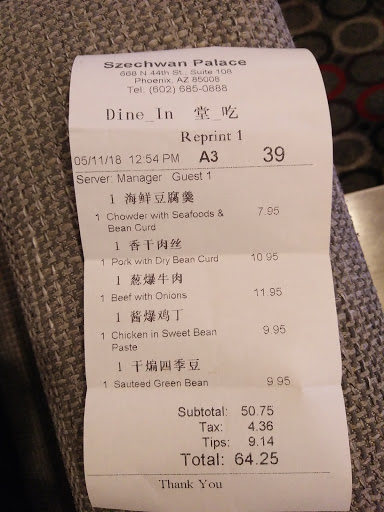 Szechwan Palace
668 N 44th St., Suite 108
Phoenix, AZ 85008
Tel: (602) 685-0888
Dine_In 堂_吃
Reprint 1
05/11/18 12:54 PM A3 39
Server: Manager Guest 1
1 海鲜豆腐羹
1 Chowder with Seafoods & 7.95
Bean Curd
1 香干肉丝
1 Pork with Dry Bean Curd 10.95
1 葱爆牛肉
1 Beef with Onions 11.95
1 酱爆鸡丁
1 Chicken in Sweet Bean 9.95
Paste
1 干煸四季豆
1 Sauteed Green Bean 9.95
Subtotal: 50.75
Tax: 4.36
Tips: 9.14
Total: 64.25
Thank You